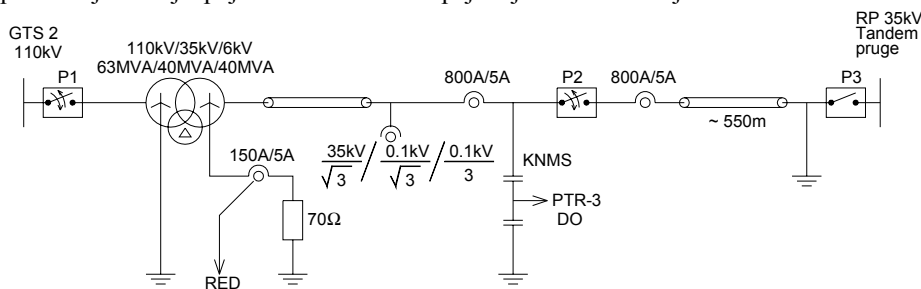 GTS 2
110kV
P1
110kV/35kV/6kV
63MVA/40MVA/40MVA
150A/5A
70Ω
RED
35kV/√3 / 0.1kV/√3 / 0.1kV/3
800A/5A
KNMS
PTR-3
DO
P2
800A/5A
~ 550m
P3
RP 35kV
Tandem
pruge